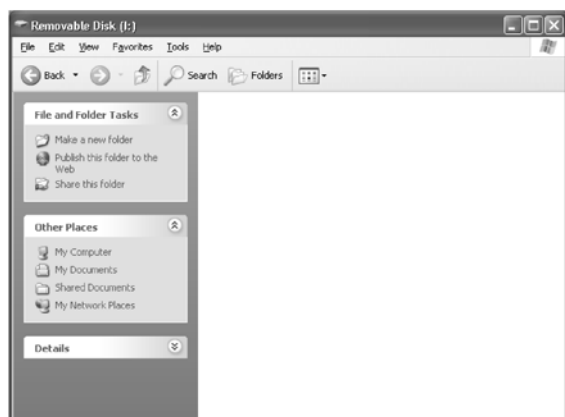 Removable Disk (I:)
File Edit View Favorites Tools Help
Back Search Folders
File and Folder Tasks
Make a new folder
Publish this folder to the
Web
Share this folder
Other Places
My Computer
My Documents
Shared Documents
My Network Places
Details